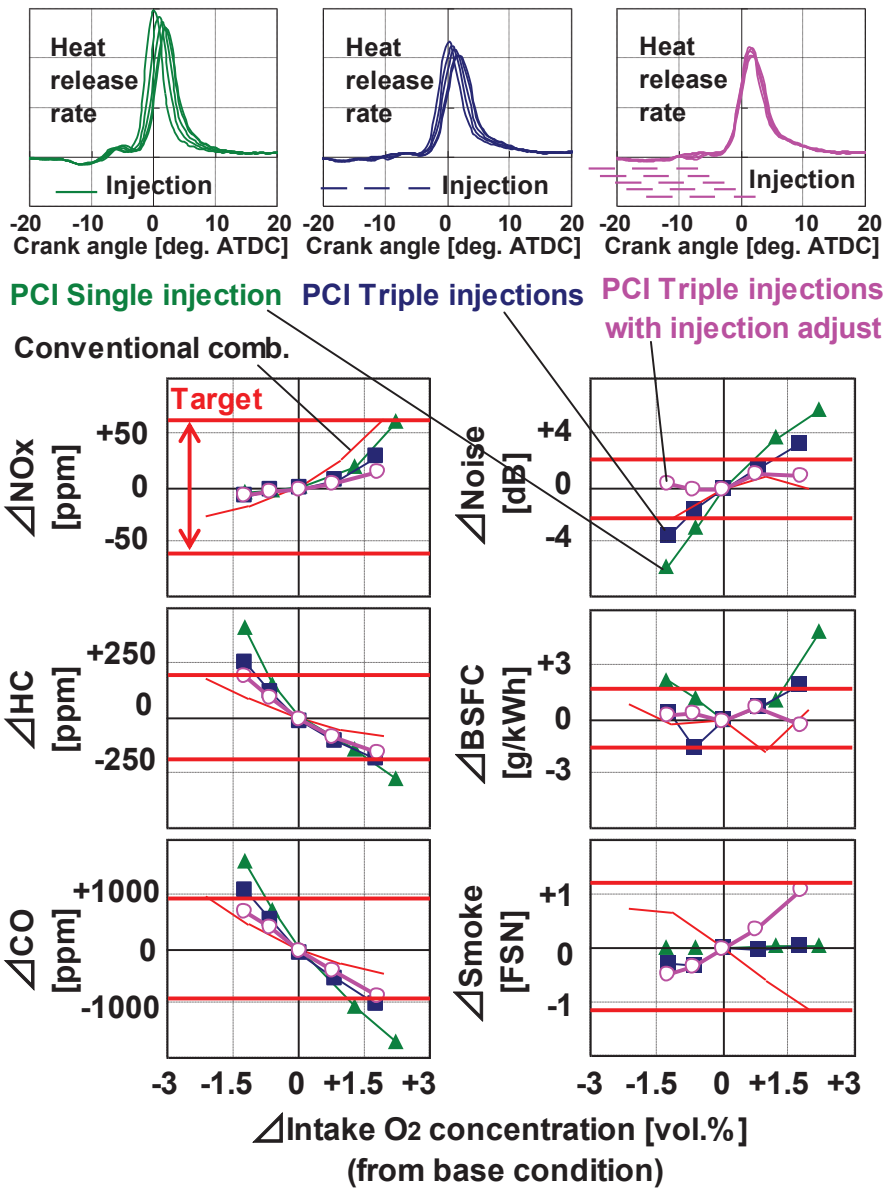 Heat
release
rate
Injection
-20 -10 0 10 20
Crank angle [deg. ATDC]
Heat
release
rate
Injection
-20 -10 0 10 20
Crank angle [deg. ATDC]
Heat
release
rate
Injection
-20 -10 0 10 20
Crank angle [deg. ATDC]
PCI Single injection
PCI Triple injections
PCI Triple injections
with injection adjust
Conventional comb.
Target
⊿NOx
[ppm]
+50
0
-50
⊿Noise
[dB]
+4
0
-4
⊿HC
[ppm]
+250
0
-250
⊿BSFC
[g/kWh]
+3
0
-3
⊿CO
[ppm]
+1000
0
-1000
⊿Smoke
[FSN]
+1
0
-1
-3 -1.5 0 +1.5 +3
-3 -1.5 0 +1.5 +3
⊿Intake O2 concentration [vol.%]
(from base condition)